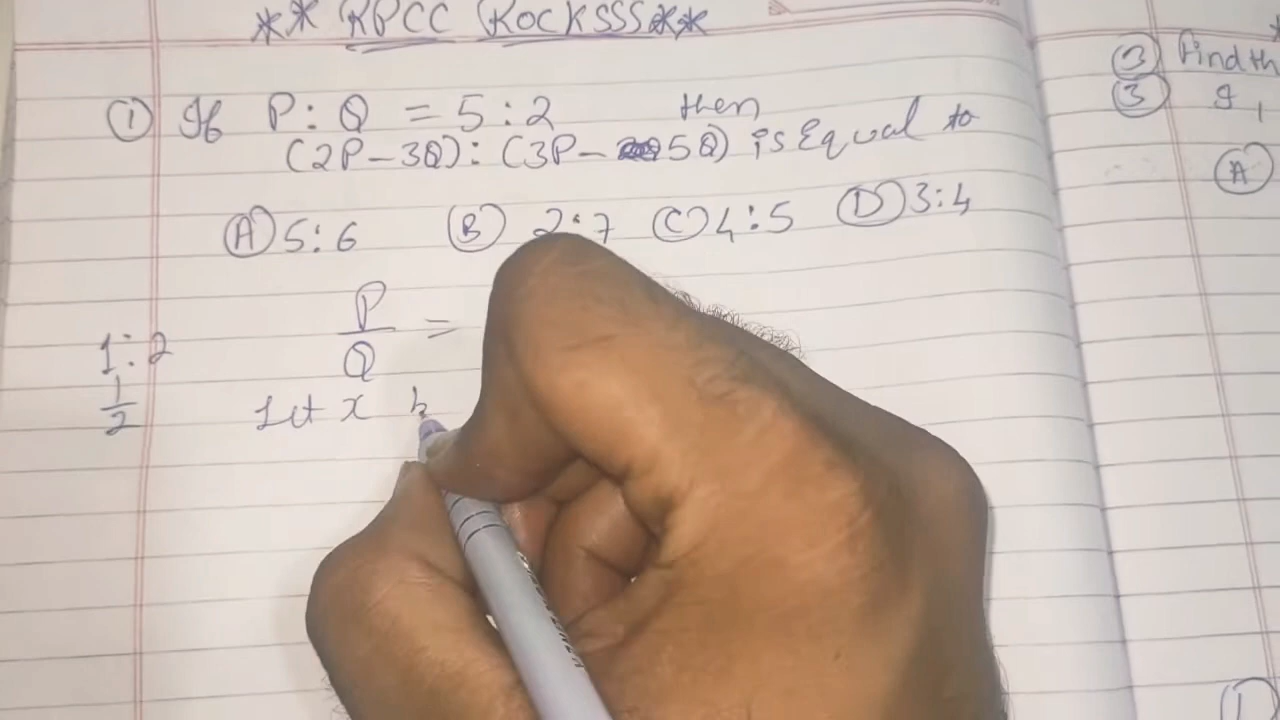 ** RPCC ROCKSSS**
① If P : Q = 5 : 2 then
(2P - 3Q) : (3P - 5Q) is Equal to
Ⓐ 5 : 6 Ⓑ 2 : 7 Ⓒ 4 : 5 Ⓓ 3 : 4
P
Q =
1 : 2
1
2
Let x b
③ Find th
③ If
Ⓐ